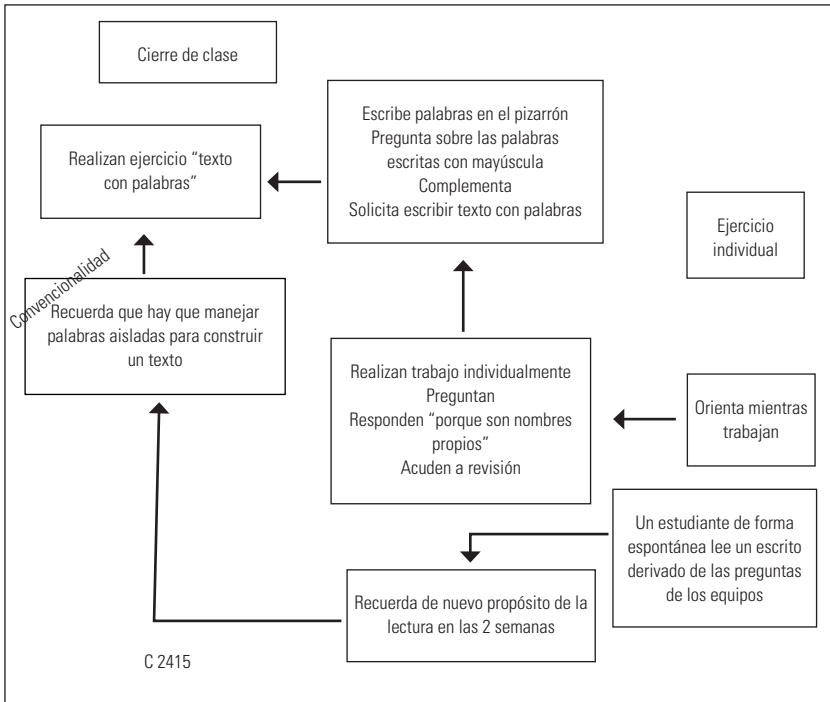 Cierre de clase
Escribe palabras en el pizarrón
Pregunta sobre las palabras
escritas con mayúscula
Complementa
Solicita escribir texto con palabras
Realizan ejercicio “texto
con palabras”
Ejercicio
individual
Convencionalidad
Recuerda que hay que manejar
palabras aisladas para construir
un texto
Realizan trabajo individualmente
Preguntan
Responden “porque son nombres
propios”
Acuden a revisión
Orienta mientras
trabajan
Un estudiante de forma
espontánea lee un escrito
derivado de las preguntas
de los equipos
Recuerda de nuevo propósito de la
lectura en las 2 semanas
C 2415